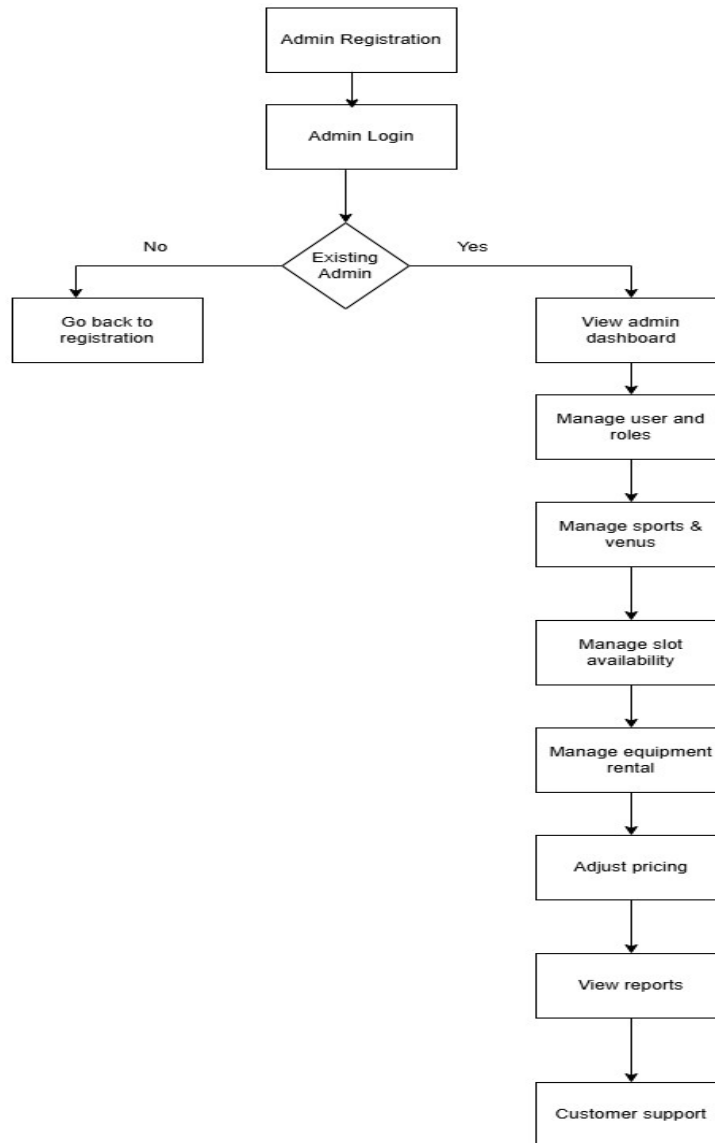 Admin Registration
Admin Login
Existing
Admin
No
Yes
Go back to
registration
View admin
dashboard
Manage user and
roles
Manage sports &
venus
Manage slot
availability
Manage equipment
rental
Adjust pricing
View reports
Customer support